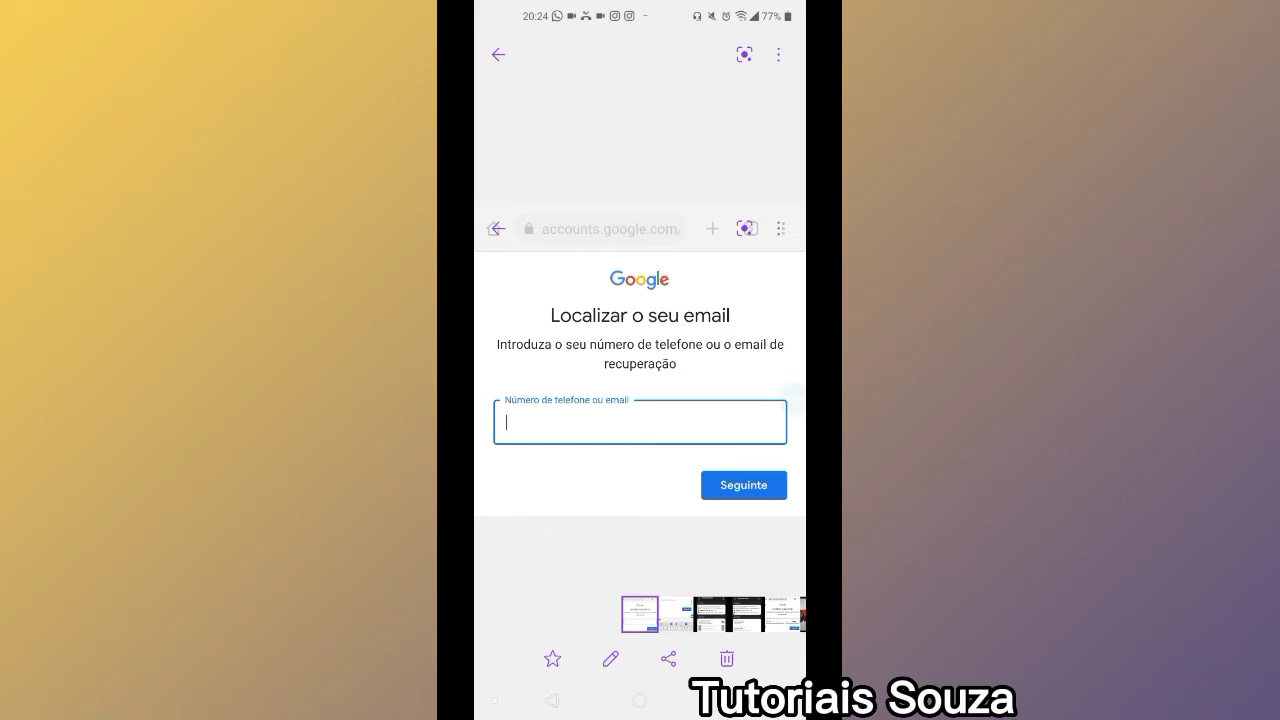 20:24
77%
accounts.google.com/
Google
Localizar o seu email
Introduza o seu número de telefone ou o email de
recuperação
Número de telefone ou email
Seguinte
Tutoriais Souza